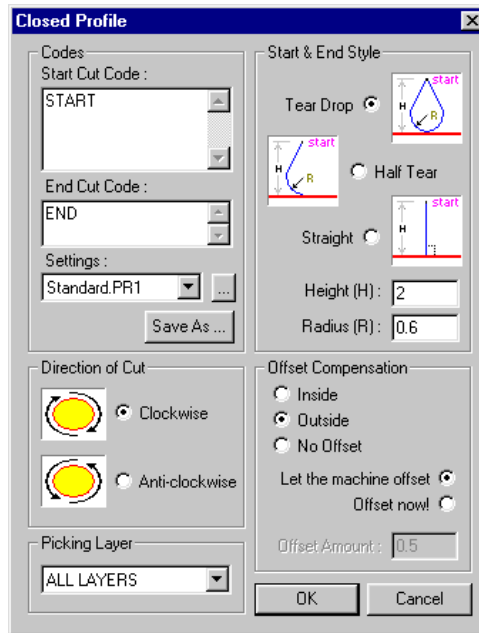 Closed Profile
Codes
Start Cut Code :
START
End Cut Code :
END
Settings :
Standard.PR1
...
Save As ...
Direction of Cut
Clockwise
Anti-clockwise
Picking Layer
ALL LAYERS
Start & End Style
Tear Drop
start
H
R
start
H
R
Half Tear
Straight
start
H
Height (H) : 2
Radius (R) : 0.6
Offset Compensation
Inside
Outside
No Offset
Let the machine offset
Offset now!
Offset Amount : 0.5
OK
Cancel